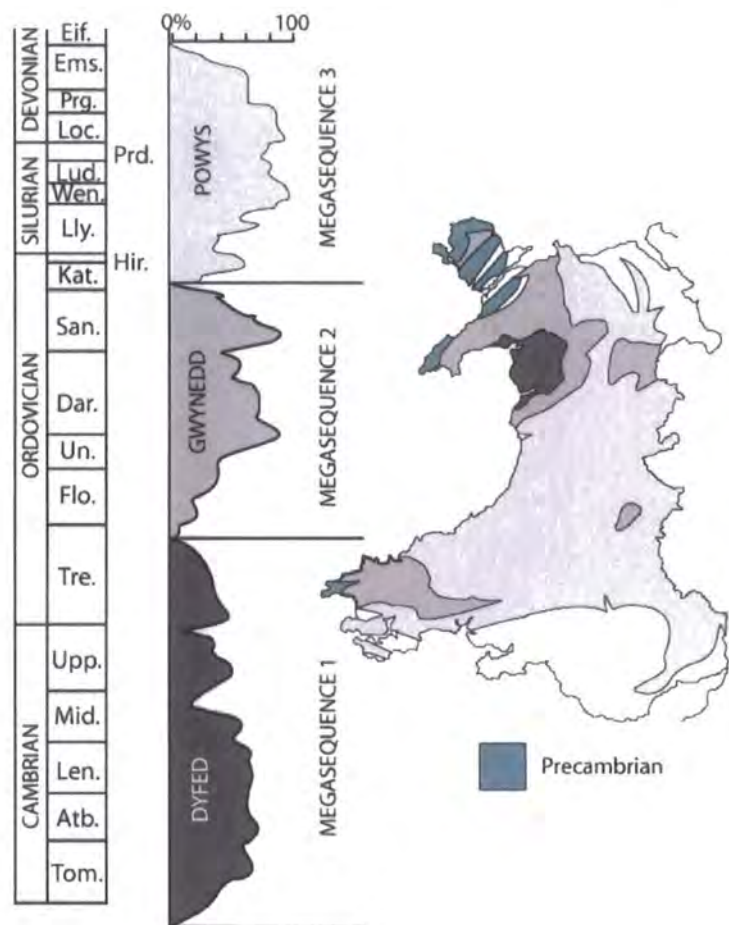 0% 100
DEVONIAN
Eif.
Ems.
Prg.
Loc.
SILURIAN
Prd.
Lud.
Wen.
Lly.
Hir.
ORDOVICIAN
Kat.
San.
Dar.
Un.
Flo.
Tre.
CAMBRIAN
Upp.
Mid.
Len.
Atb.
Tom.
POWYS
MEGASEQUENCE 3
GWYNEDD
MEGASEQUENCE 2
DYFED
MEGASEQUENCE 1
Precambrian